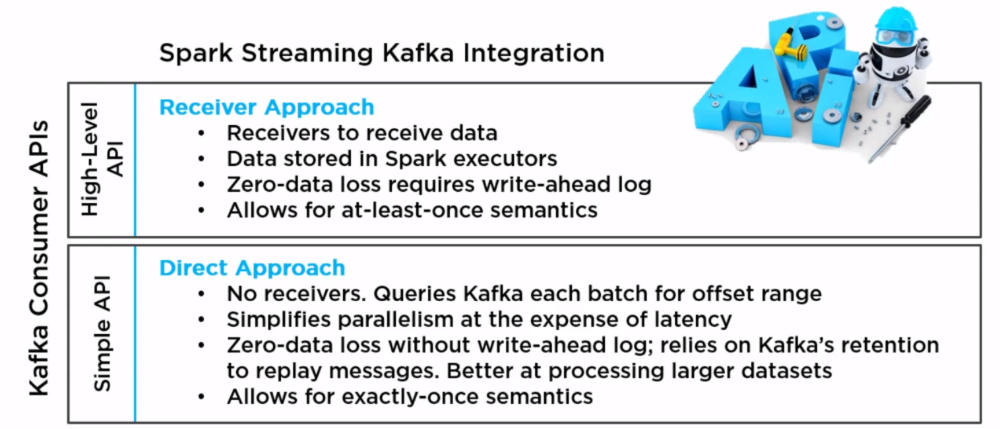 Spark Streaming Kafka Integration
Kafka Consumer APIs
High-Level
API
Receiver Approach
• Receivers to receive data
• Data stored in Spark executors
• Zero-data loss requires write-ahead log
• Allows for at-least-once semantics
Simple API
Direct Approach
• No receivers. Queries Kafka each batch for offset range
• Simplifies parallelism at the expense of latency
• Zero-data loss without write-ahead log; relies on Kafka's retention
to replay messages. Better at processing larger datasets
• Allows for exactly-once semantics
API